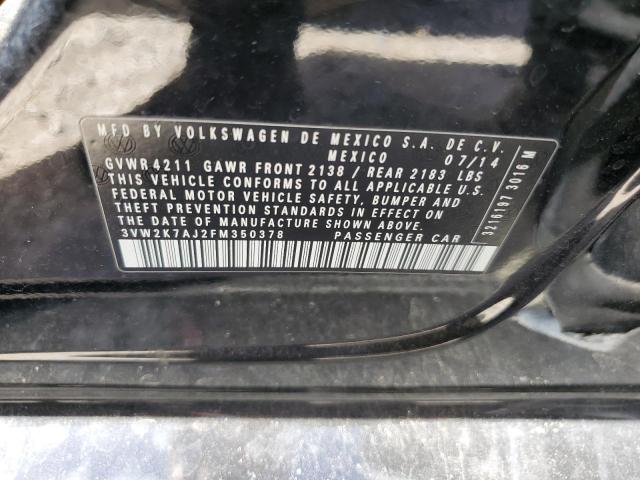 MFD BY VOLKSWAGEN DE MEXICO S.A. DE C.V.
MEXICO 07/14
GVWR 4211 GAWR FRONT 2138 / REAR 2183 LBS
THIS VEHICLE CONFORMS TO ALL APPLICABLE U.S.
FEDERAL MOTOR VEHICLE SAFETY, BUMPER AND
THEFT PREVENTION STANDARDS IN EFFECT ON
THE DATE OF MANUFACTURE SHOWN ABOVE.
3VW2K7AJ2FM350378 PASSENGER CAR
3216197 3016 M